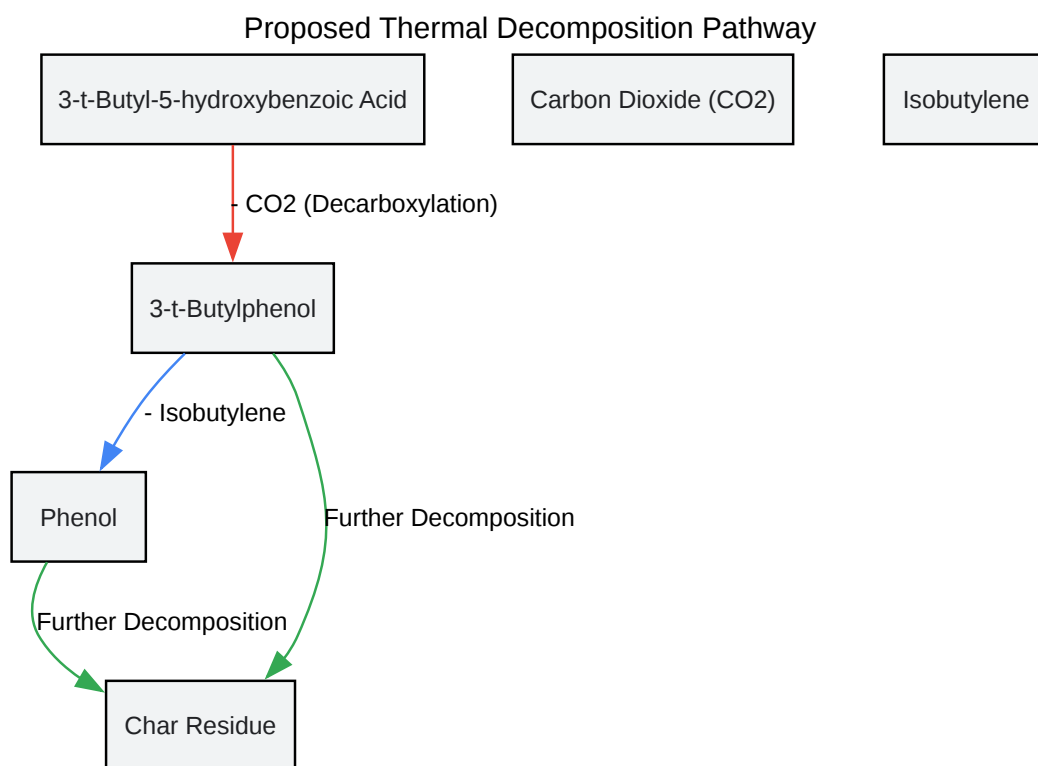 Proposed Thermal Decomposition Pathway
3-t-Butyl-5-hydroxybenzoic Acid
Carbon Dioxide (CO2)
Isobutylene
- CO2 (Decarboxylation)
3-t-Butylphenol
- Isobutylene
Phenol
Further Decomposition
Further Decomposition
Char Residue